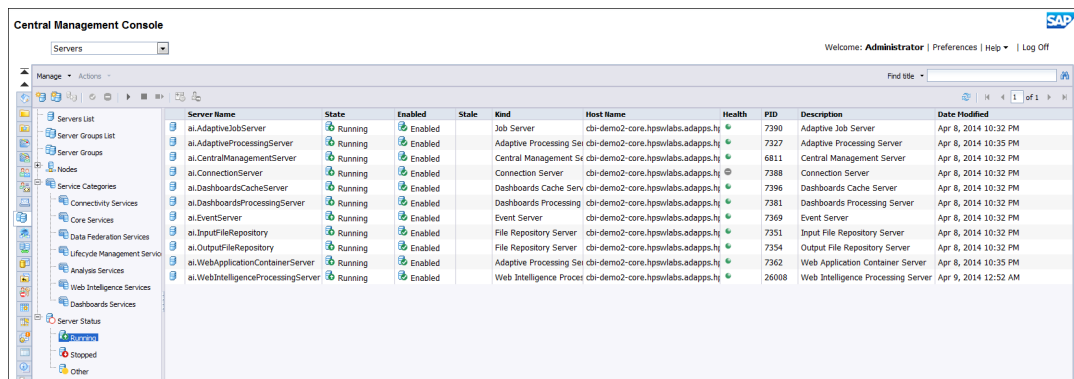 Central Management Console
SAP
Servers
Welcome: Administrator | Preferences | Help | Log Off
Manage Actions
Find title
1 of 1
Servers List
Server Groups List
Server Groups
Nodes
Service Categories
Connectivity Services
Core Services
Data Federation Services
Lifecycle Management Servic
Analysis Services
Web Intelligence Services
Dashboards Services
Server Status
Running
Stopped
Other
Server Name State Enabled Stale Kind Host Name Health PID Description Date Modified
ai.AdaptiveJobServer Running Enabled Job Server cbi-demo2-core.hpswlabs.adapps.hp 7390 Adaptive Job Server Apr 8, 2014 10:32 PM
ai.AdaptiveProcessingServer Running Enabled Adaptive Processing Ser cbi-demo2-core.hpswlabs.adapps.hp 7327 Adaptive Processing Server Apr 8, 2014 10:35 PM
ai.CentralManagementServer Running Enabled Central Management Se cbi-demo2-core.hpswlabs.adapps.hp 6811 Central Management Server Apr 8, 2014 10:32 PM
ai.ConnectionServer Running Enabled Connection Server cbi-demo2-core.hpswlabs.adapps.hp 7388 Connection Server Apr 8, 2014 10:32 PM
ai.DashboardsCacheServer Running Enabled Dashboards Cache Serv cbi-demo2-core.hpswlabs.adapps.hp 7396 Dashboards Cache Server Apr 8, 2014 10:32 PM
ai.DashboardsProcessingServer Running Enabled Dashboards Processing cbi-demo2-core.hpswlabs.adapps.hp 7381 Dashboards Processing Server Apr 8, 2014 10:32 PM
ai.EventServer Running Enabled Event Server cbi-demo2-core.hpswlabs.adapps.hp 7369 Event Server Apr 8, 2014 10:32 PM
ai.InputFileRepository Running Enabled File Repository Server cbi-demo2-core.hpswlabs.adapps.hp 7351 Input File Repository Server Apr 8, 2014 10:32 PM
ai.OutputFileRepository Running Enabled File Repository Server cbi-demo2-core.hpswlabs.adapps.hp 7354 Output File Repository Server Apr 8, 2014 10:32 PM
ai.WebApplicationContainerServer Running Enabled Adaptive Processing Ser cbi-demo2-core.hpswlabs.adapps.hp 7362 Web Application Container Server Apr 8, 2014 10:35 PM
ai.WebIntelligenceProcessingServer Running Enabled Web Intelligence Proces cbi-demo2-core.hpswlabs.adapps.hp 26008 Web Intelligence Processing Server Apr 9, 2014 12:52 AM